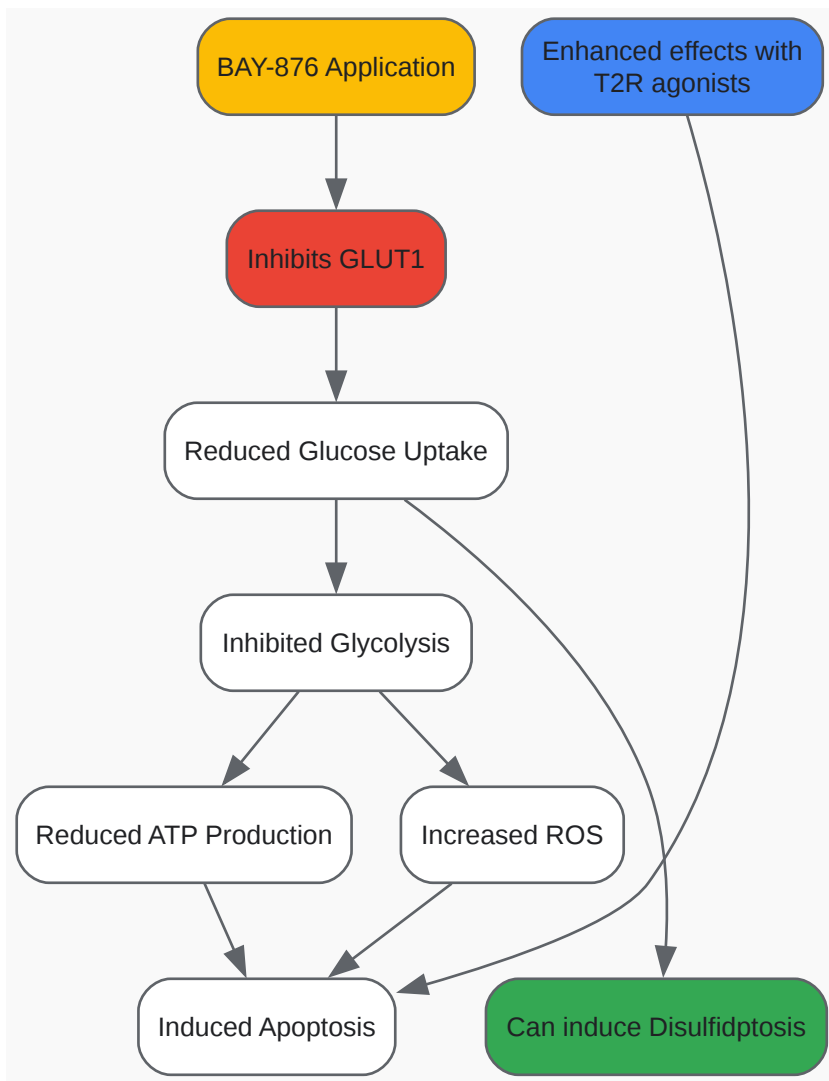 BAY-876 Application
Enhanced effects with
T2R agonists
Inhibits GLUT1
Reduced Glucose Uptake
Inhibited Glycolysis
Reduced ATP Production
Increased ROS
Induced Apoptosis
Can induce Disulfidptosis